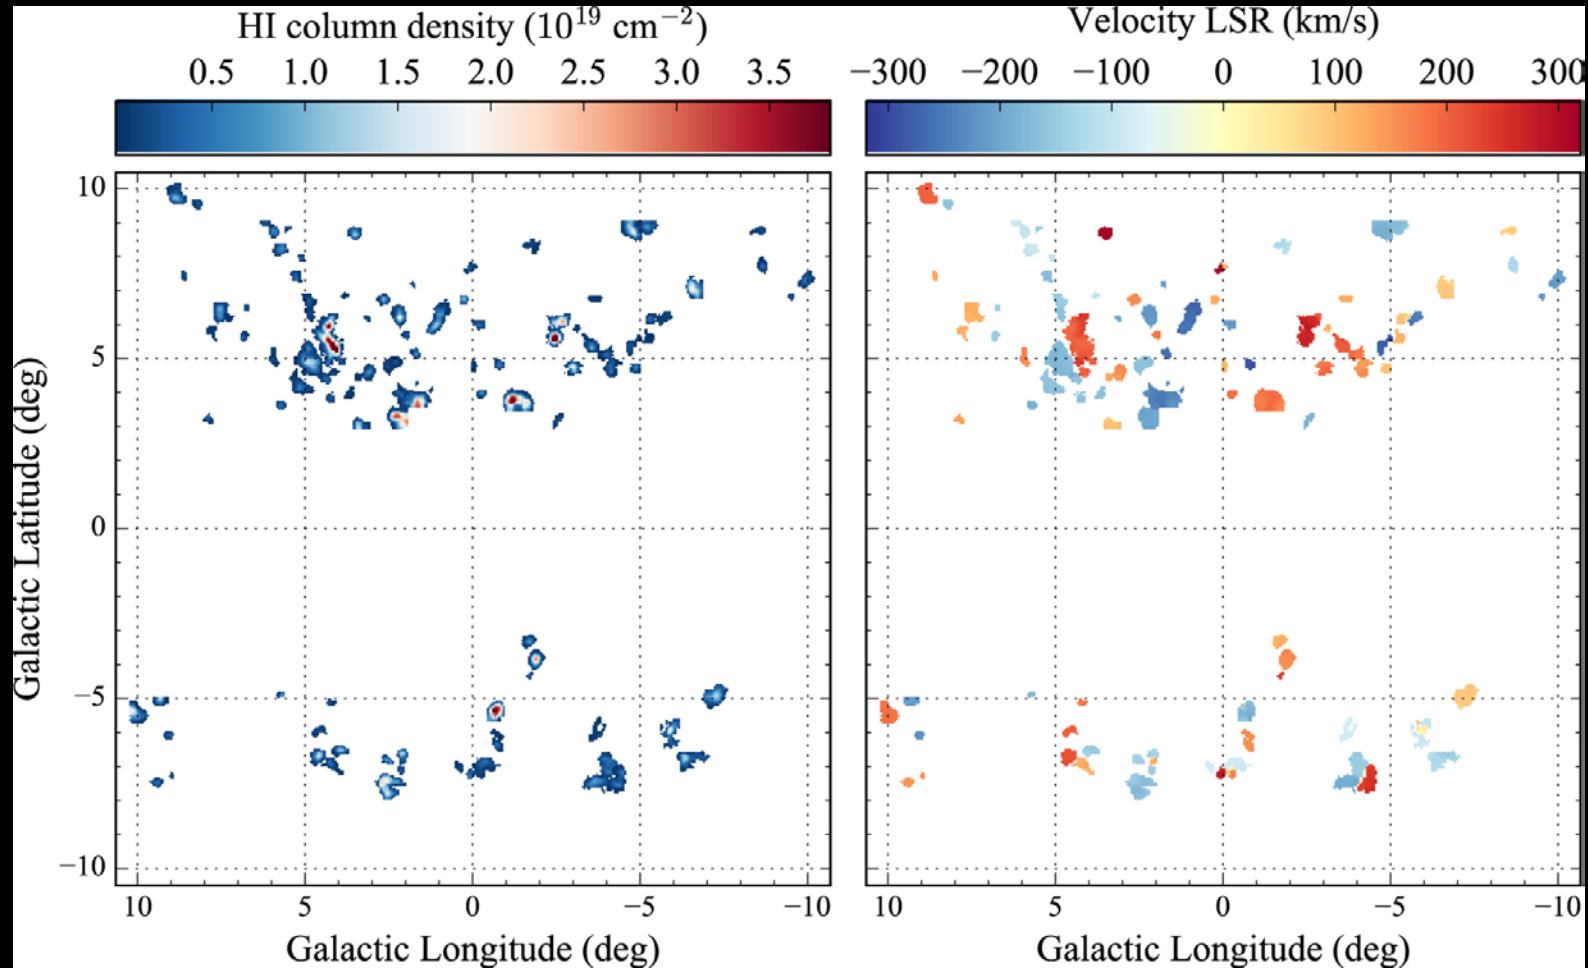 HI column density (10¹⁹ cm⁻²)
0.5 1.0 1.5 2.0 2.5 3.0 3.5
Velocity LSR (km/s)
−300 −200 −100 0 100 200 300
Galactic Latitude (deg)
10
5
0
−5
−10
10 5 0 −5 −10
Galactic Longitude (deg)
10 5 0 −5 −10
Galactic Longitude (deg)